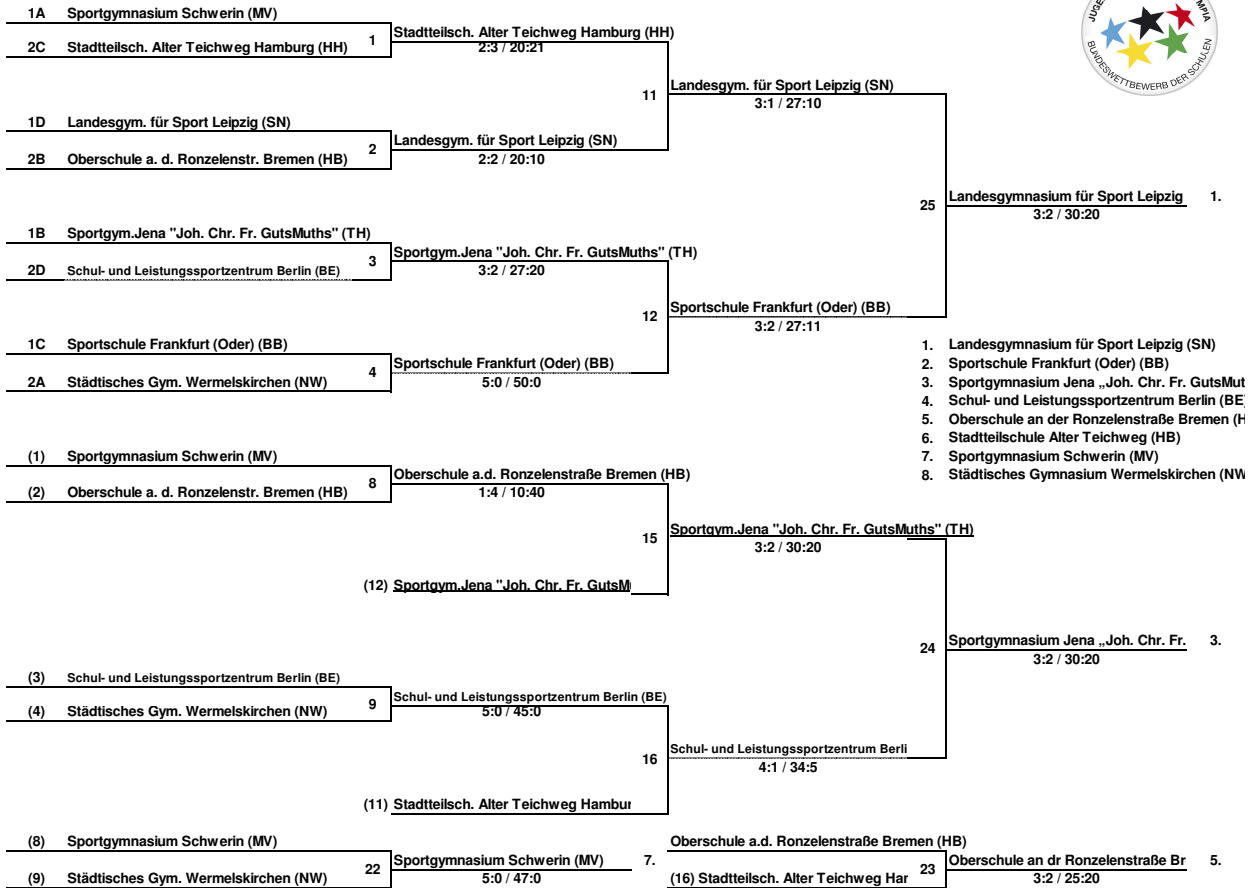 1A Sportgymnasium Schwerin (MV)
2C Stadtteilsch. Alter Teichweg Hamburg (HH)
1
Stadtteilsch. Alter Teichweg Hamburg (HH)
2:3 / 20:21
BUNDESWETTBEWERB DER SCHULEN
11
Landesgym. für Sport Leipzig (SN)
3:1 / 27:10
1D Landesgym. für Sport Leipzig (SN)
2B Oberschule a. d. Ronzelenstr. Bremen (HB)
2
Landesgym. für Sport Leipzig (SN)
2:2 / 20:10
25
Landesgymnasium für Sport Leipzig 1.
3:2 / 30:20
1B Sportgym.Jena "Joh. Chr. Fr. GutsMuths" (TH)
2D Schul- und Leistungssportzentrum Berlin (BE)
3
Sportgym.Jena "Joh. Chr. Fr. GutsMuths" (TH)
3:2 / 27:20
12
Sportschule Frankfurt (Oder) (BB)
3:2 / 27:11
1C Sportschule Frankfurt (Oder) (BB)
2A Städtisches Gym. Wermelskirchen (NW)
4
Sportschule Frankfurt (Oder) (BB)
5:0 / 50:0
1. Landesgymnasium für Sport Leipzig (SN)
2. Sportschule Frankfurt (Oder) (BB)
3. Sportgymnasium Jena „Joh. Chr. Fr. GutsMut
4. Schul- und Leistungssportzentrum Berlin (BE)
5. Oberschule an der Ronzelenstraße Bremen (H
6. Stadtteilschule Alter Teichweg (HB)
7. Sportgymnasium Schwerin (MV)
8. Städtisches Gymnasium Wermelskirchen (NW
(1) Sportgymnasium Schwerin (MV)
(2) Oberschule a. d. Ronzelenstr. Bremen (HB)
8
Oberschule a.d. Ronzelenstraße Bremen (HB)
1:4 / 10:40
15
Sportgym.Jena "Joh. Chr. Fr. GutsMuths" (TH)
3:2 / 30:20
(12) Sportgym.Jena "Joh. Chr. Fr. GutsM
24
Sportgymnasium Jena „Joh. Chr. Fr. 3.
3:2 / 30:20
(3) Schul- und Leistungssportzentrum Berlin (BE)
(4) Städtisches Gym. Wermelskirchen (NW)
9
Schul- und Leistungssportzentrum Berlin (BE)
5:0 / 45:0
16
Schul- und Leistungssportzentrum Berli
4:1 / 34:5
(11) Stadtteilsch. Alter Teichweg Hambur
(8) Sportgymnasium Schwerin (MV)
(9) Städtisches Gym. Wermelskirchen (NW)
22
Sportgymnasium Schwerin (MV) 7.
5:0 / 47:0
Oberschule a.d. Ronzelenstraße Bremen (HB)
(16) Stadtteilsch. Alter Teichweg Har
23
Oberschule an dr Ronzelenstraße Br 5.
3:2 / 25:20